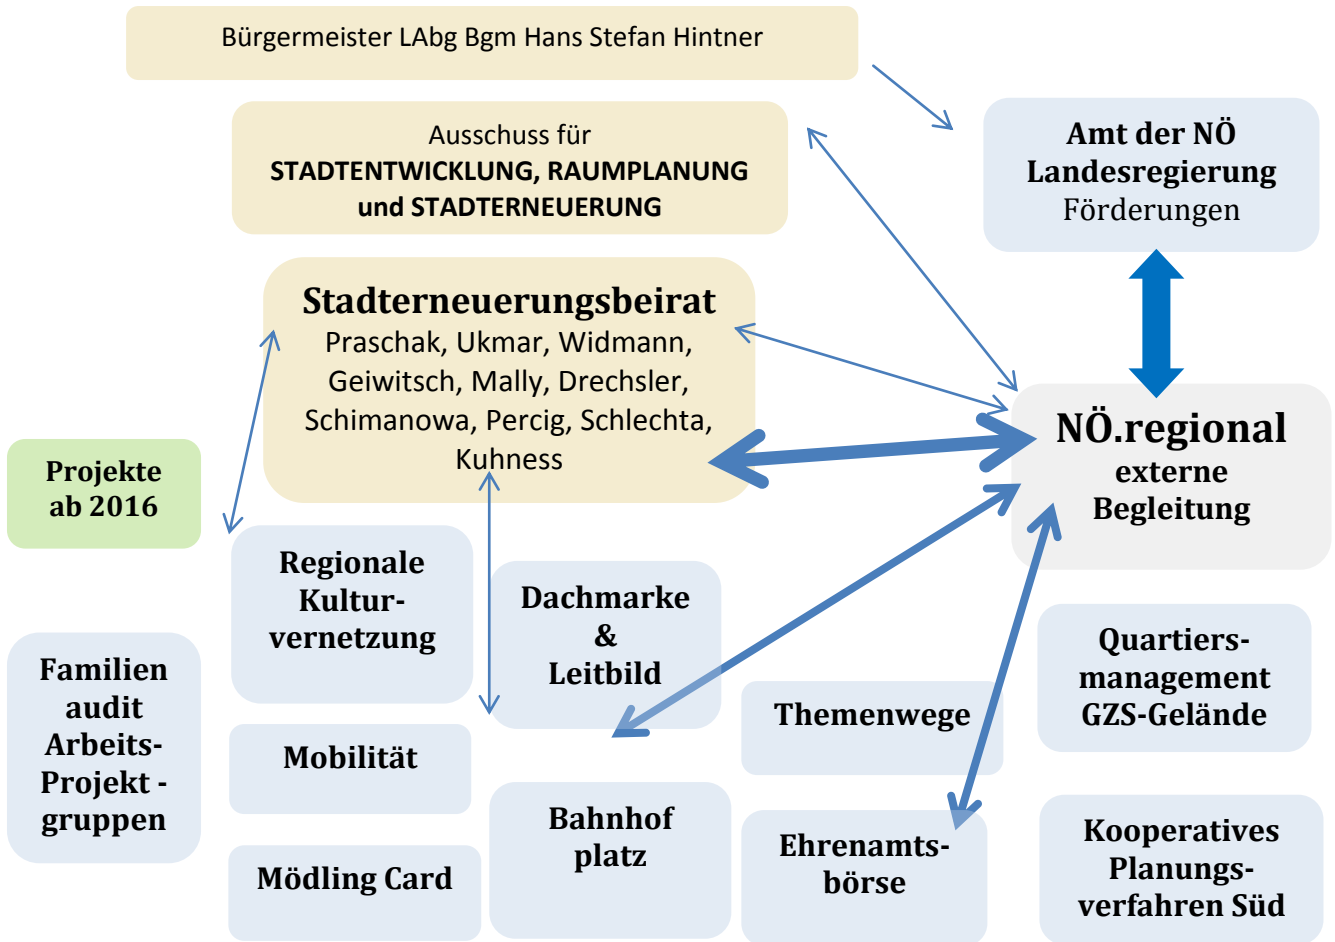 Bürgermeister LAbg Bgm Hans Stefan Hintner
Ausschuss für
STADTENTWICKLUNG, RAUMPLANUNG
und STADTERNEUERUNG
Amt der NÖ
Landesregierung
Förderungen
Stadterneuerungsbeirat
Praschak, Ukmar, Widmann,
Geiwitsch, Mally, Drechsler,
Schimanowa, Percig, Schlechta,
Kuhness
NÖ.regional
externe
Begleitung
Projekte
ab 2016
Familien
audit
Arbeits-
Projekt -
gruppen
Regionale
Kultur-
vernetzung
Mobilität
Mödling Card
Dachmarke
&
Leitbild
Bahnhof
platz
Themenwege
Ehrenamts-
börse
Quartiers-
management
GZS-Gelände
Kooperatives
Planungs-
verfahren Süd